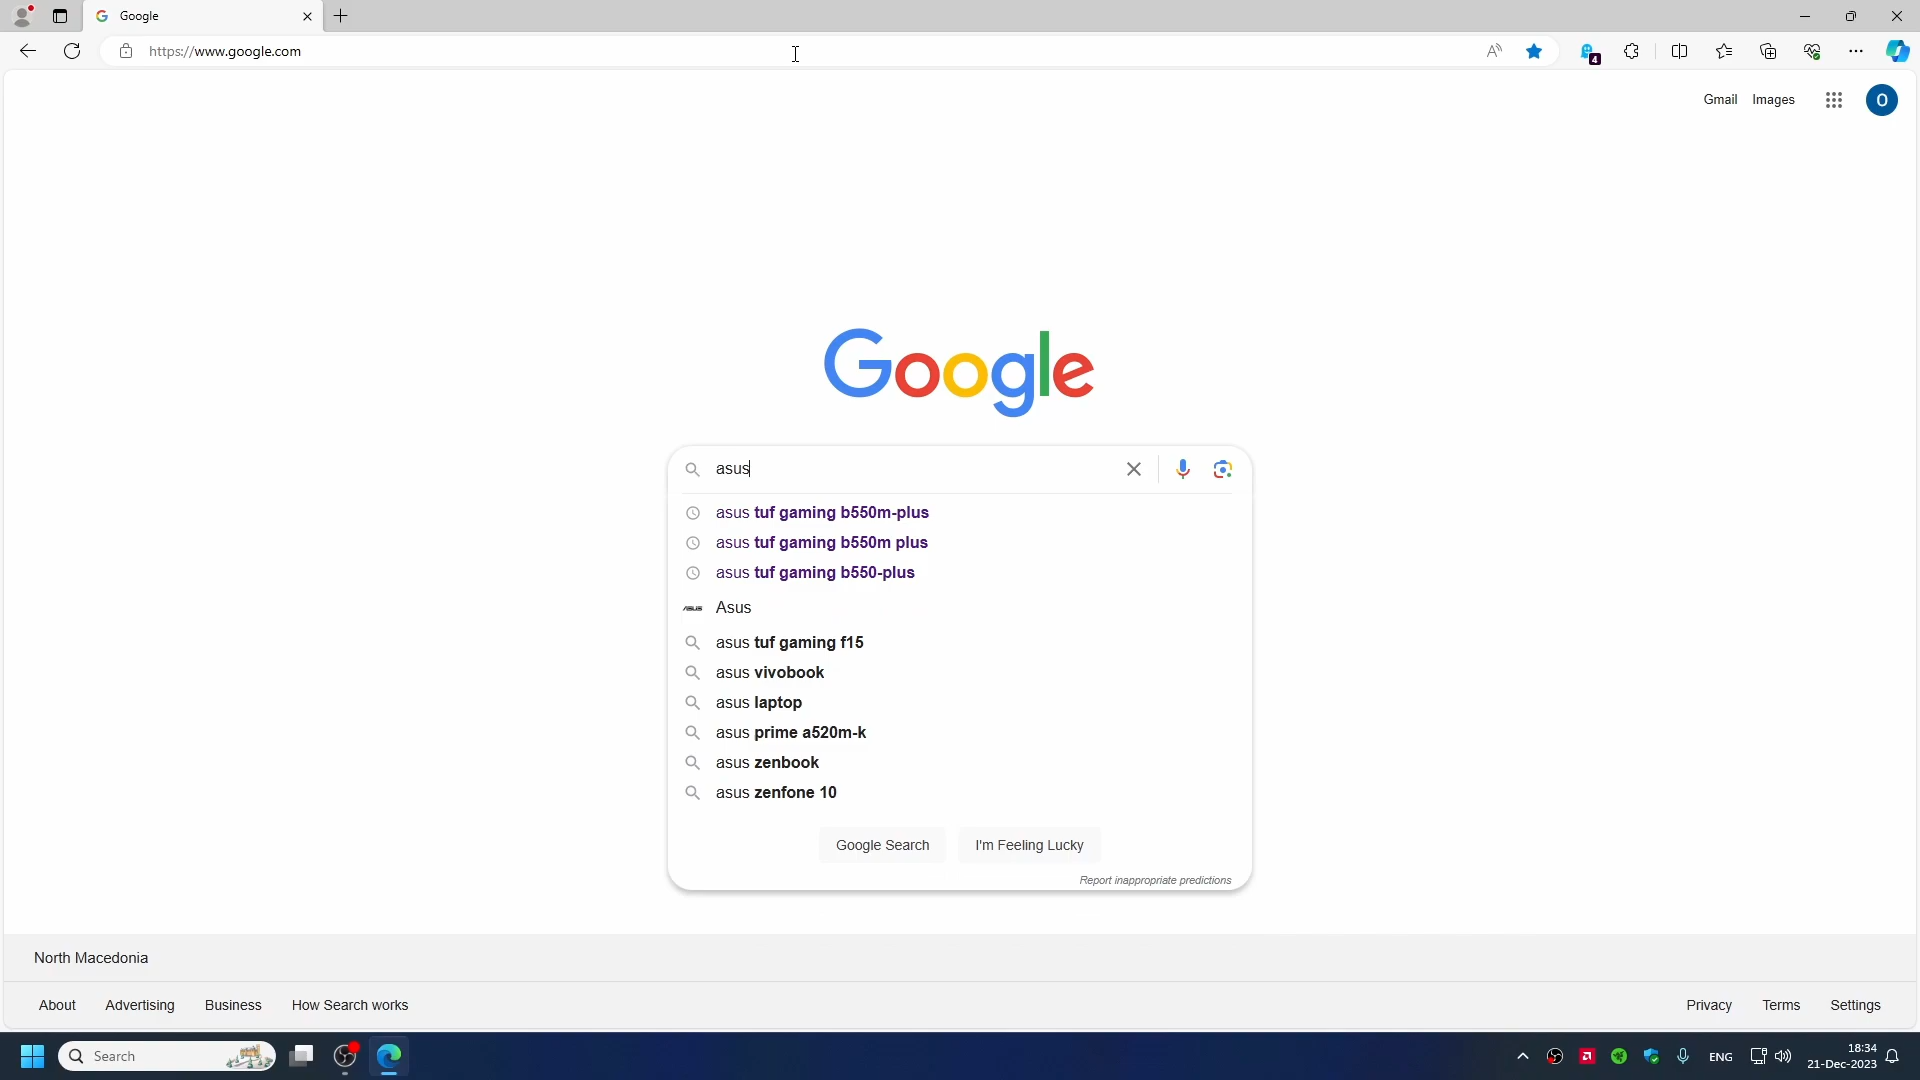 Google
https://www.google.com
4
Gmail Images
O
Google
asus
asus tuf gaming b550m-plus
asus tuf gaming b550m plus
asus tuf gaming b550-plus
ASUS Asus
asus tuf gaming f15
asus vivobook
asus laptop
asus prime a520m-k
asus zenbook
asus zenfone 10
Google Search I'm Feeling Lucky
Report inappropriate predictions
North Macedonia
About Advertising Business How Search works Privacy Terms Settings
Search ENG 18:34
21-Dec-2023